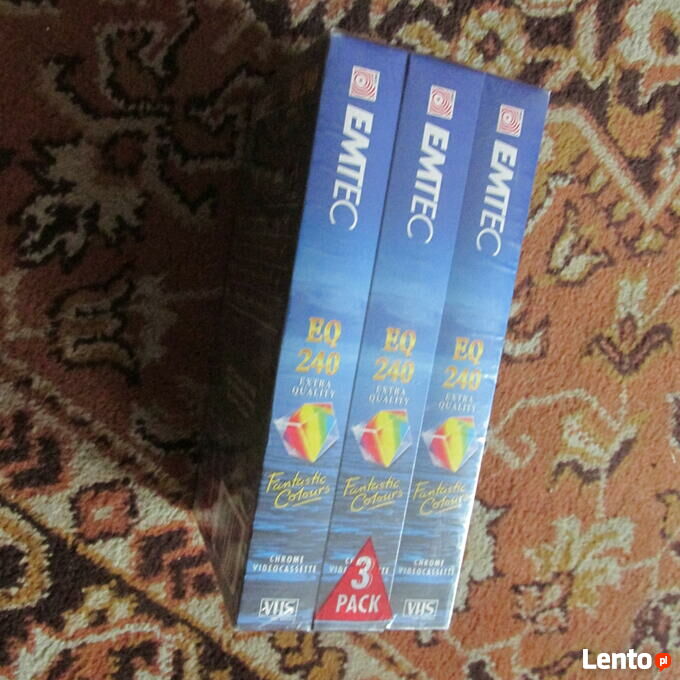 EMTEC
EQ
240
EXTRA
QUALITY
Fantastic
Colours
CHROME
VIDEOCASSETTE
VHS
EMTEC
EQ
240
EXTRA
QUALITY
Fantastic
Colours
3
PACK
EMTEC
EQ
240
EXTRA
QUALITY
Fantastic
Colours
CHROME
VIDEOCASSETTE
VHS
Lento pl